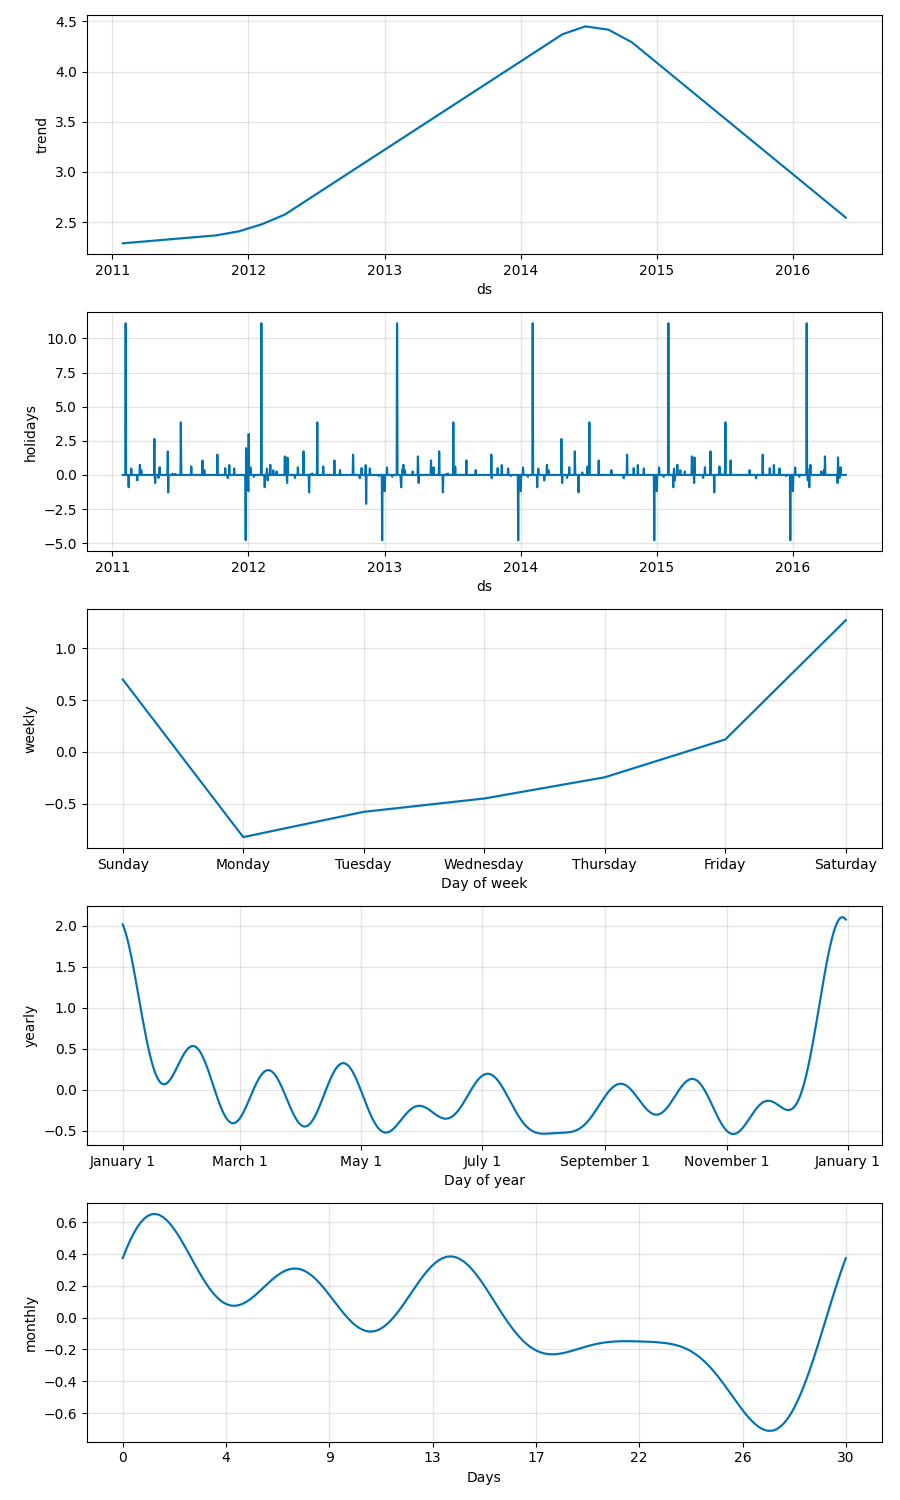 4.5
4.0
3.5
3.0
2.5
trend
2011 2012 2013 2014 2015 2016
ds
10.0
7.5
5.0
2.5
0.0
−2.5
−5.0
holidays
2011 2012 2013 2014 2015 2016
ds
1.0
0.5
0.0
−0.5
weekly
Sunday Monday Tuesday Wednesday Thursday Friday Saturday
Day of week
2.0
1.5
1.0
0.5
0.0
−0.5
yearly
January 1 March 1 May 1 July 1 September 1 November 1 January 1
Day of year
0.6
0.4
0.2
0.0
−0.2
−0.4
−0.6
monthly
0 4 9 13 17 22 26 30
Days